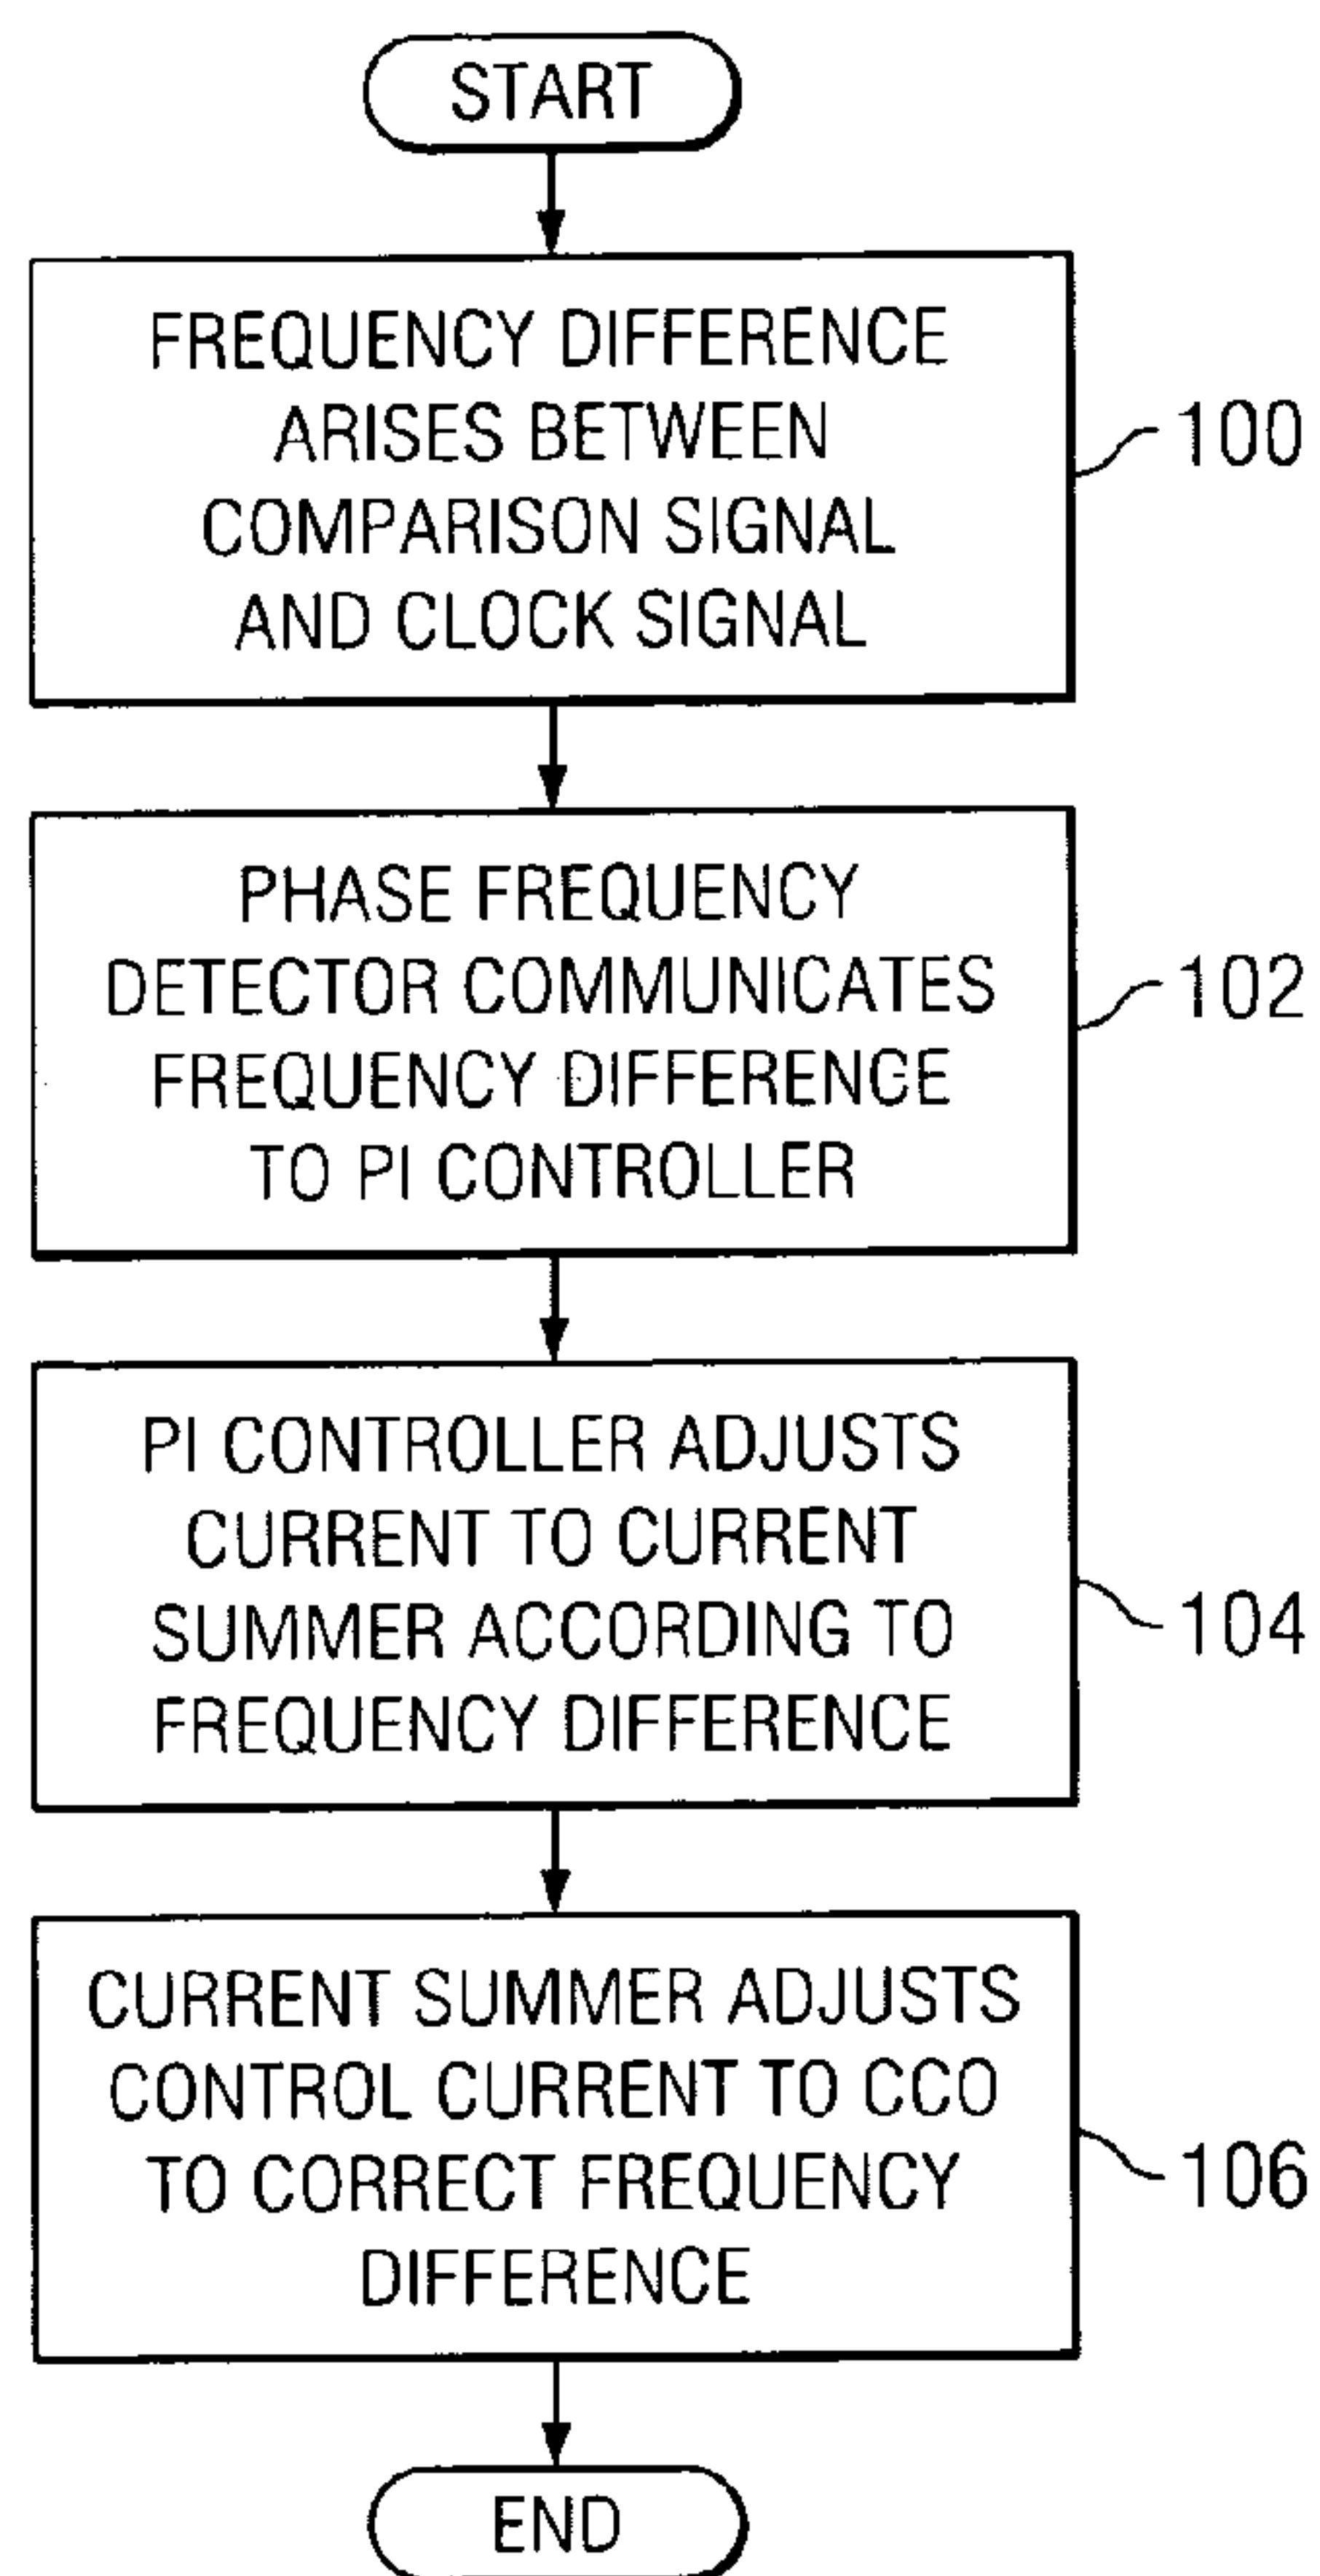 START
FREQUENCY DIFFERENCE
ARISES BETWEEN
COMPARISON SIGNAL
AND CLOCK SIGNAL
100
PHASE FREQUENCY
DETECTOR COMMUNICATES
FREQUENCY DIFFERENCE
TO PI CONTROLLER
102
PI CONTROLLER ADJUSTS
CURRENT TO CURRENT
SUMMER ACCORDING TO
FREQUENCY DIFFERENCE
104
CURRENT SUMMER ADJUSTS
CONTROL CURRENT TO CCO
TO CORRECT FREQUENCY
DIFFERENCE
106
END